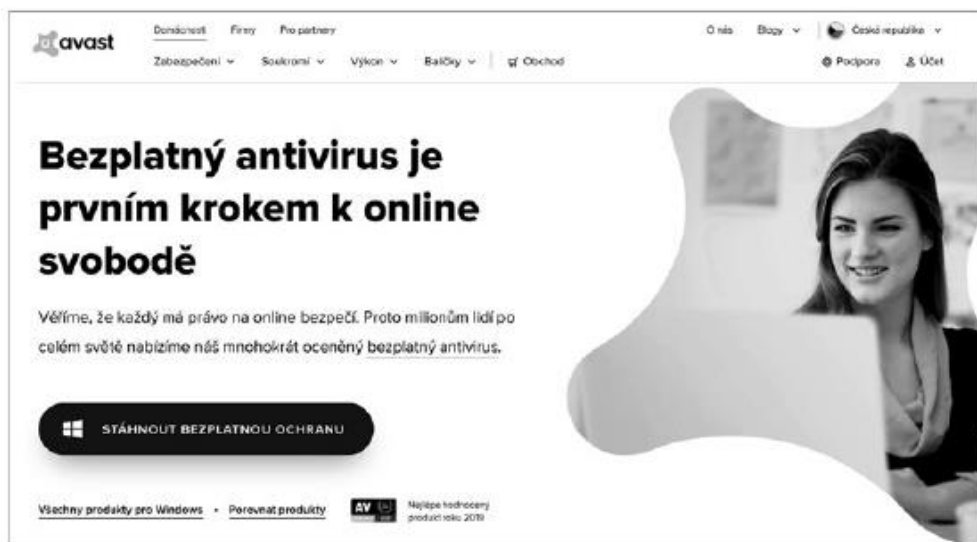 avast
Domácnosti Firmy Pro partnery O nás Blogy Česká republika
Zabezpečení Soukromí Výkon Balíčky Obchod Podpora Účet
Bezplatný antivirus je
prvním krokem k online
svobodě
Věříme, že každý má právo na online bezpečí. Proto milionům lidí po
celém světě nabízíme náš mnohokrát oceněný bezplatný antivirus.
STÁHNOUT BEZPLATNOU OCHRANU
Všechny produkty pro Windows • Porovnat produkty AV Nejlépe hodnocený
produkt roku 2019